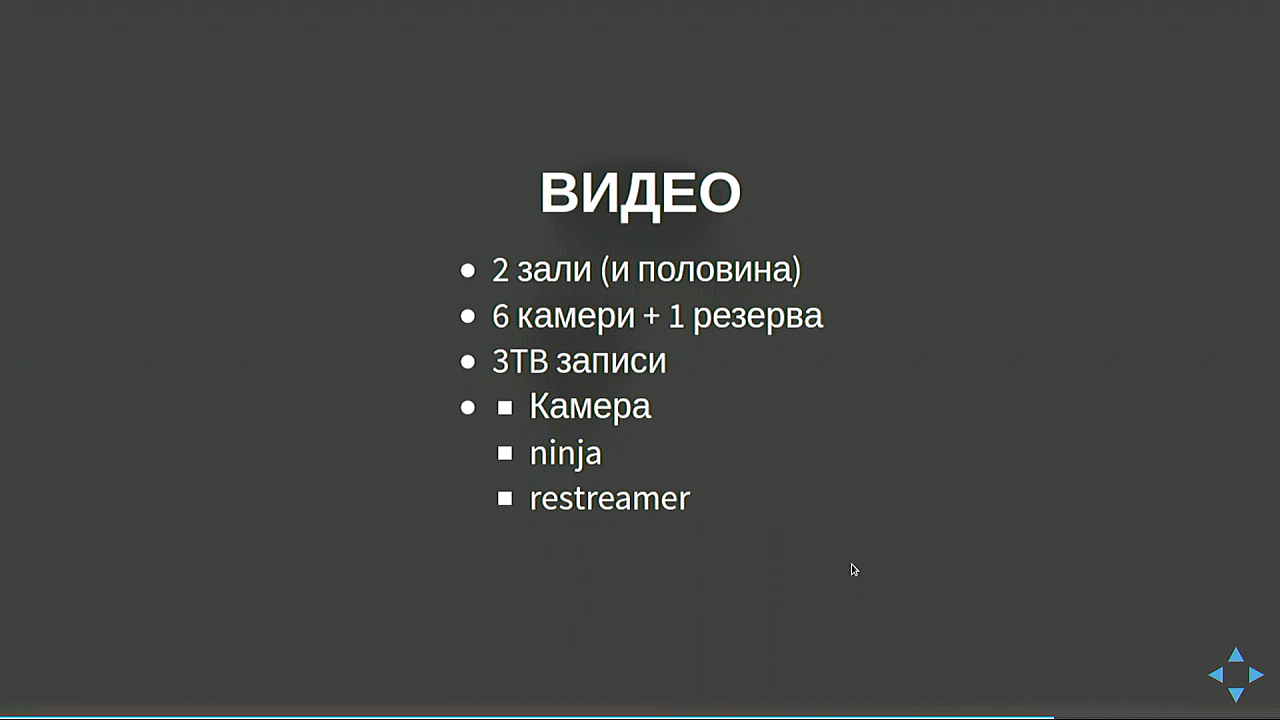 ВИДЕО
2 зали (и половина)
6 камери + 1 резерва
3TB записи
Камера
ninja
restreamer